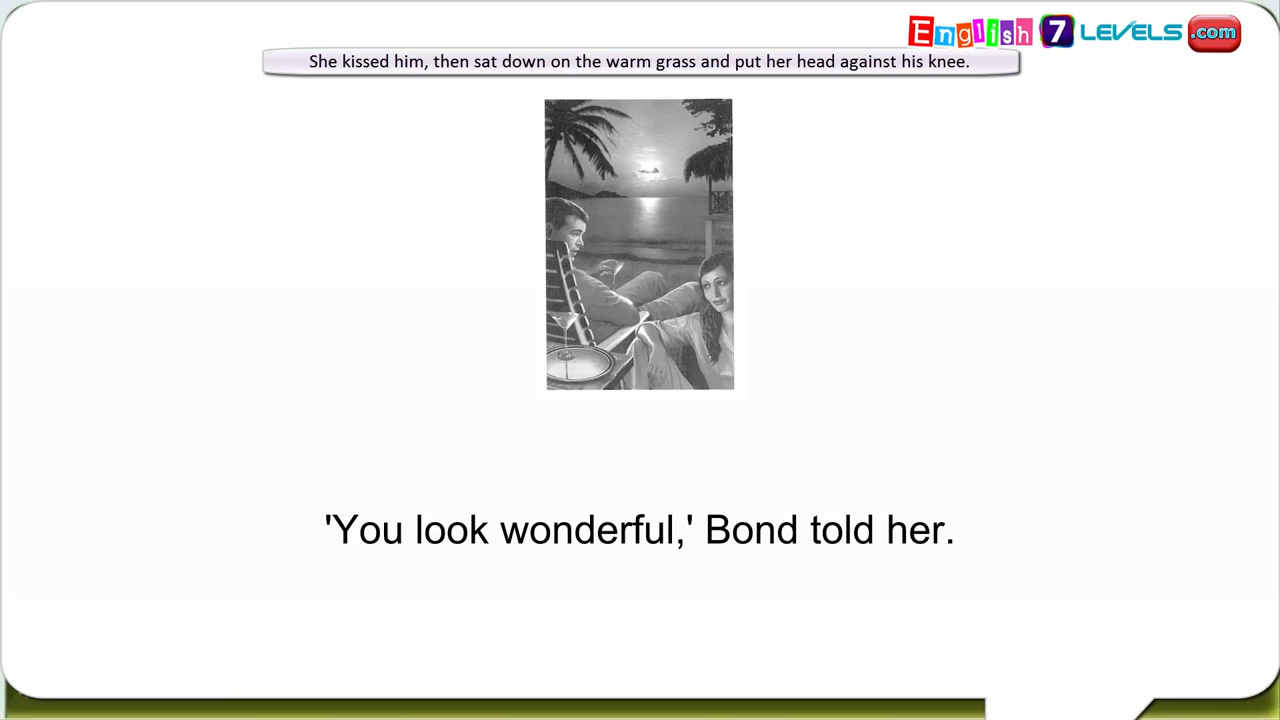 English 7 LEVELS .com
She kissed him, then sat down on the warm grass and put her head against his knee.
'You look wonderful,' Bond told her.